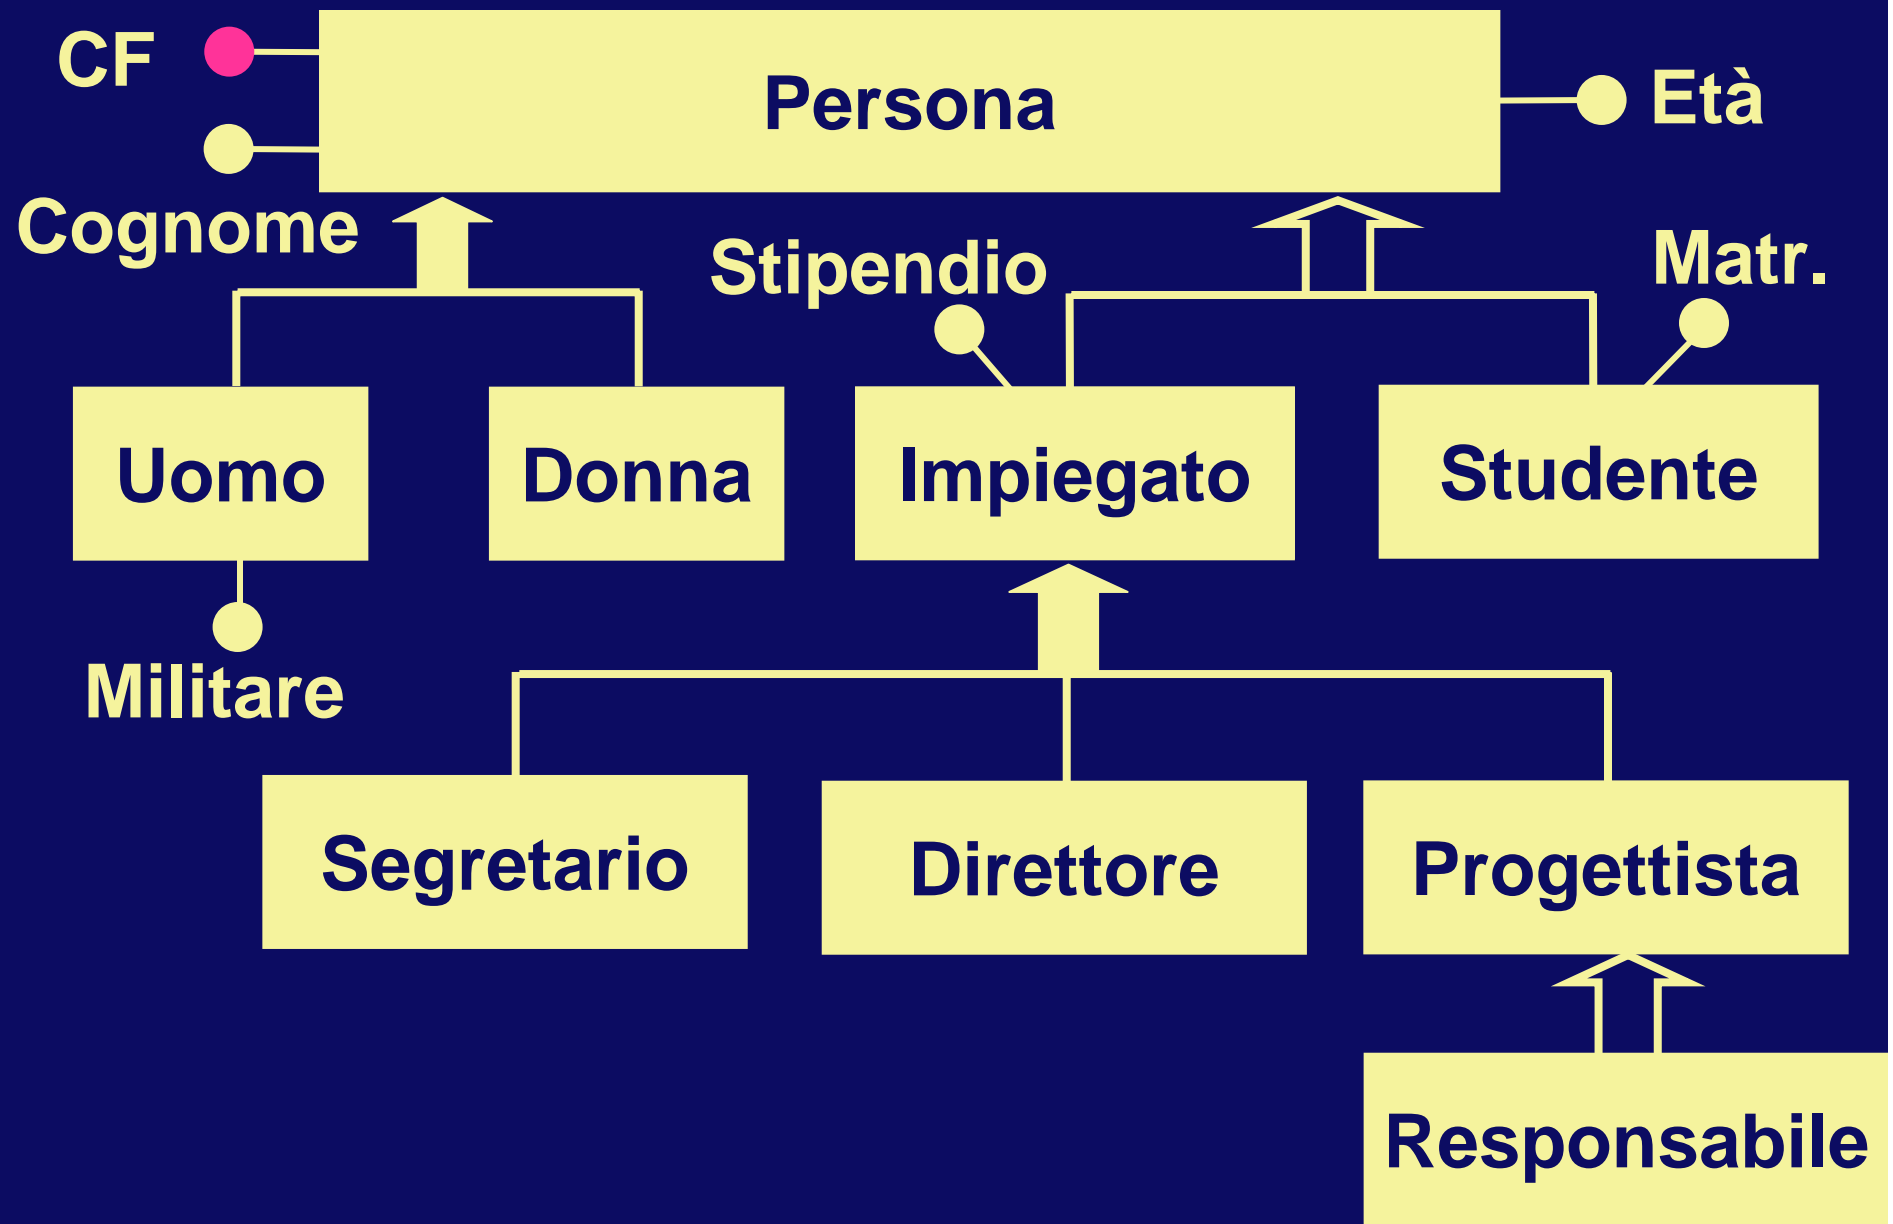 CF
Persona
Età
Cognome
Stipendio
Matr.
Uomo
Donna
Impiegato
Studente
Militare
Segretario
Direttore
Progettista
Responsabile